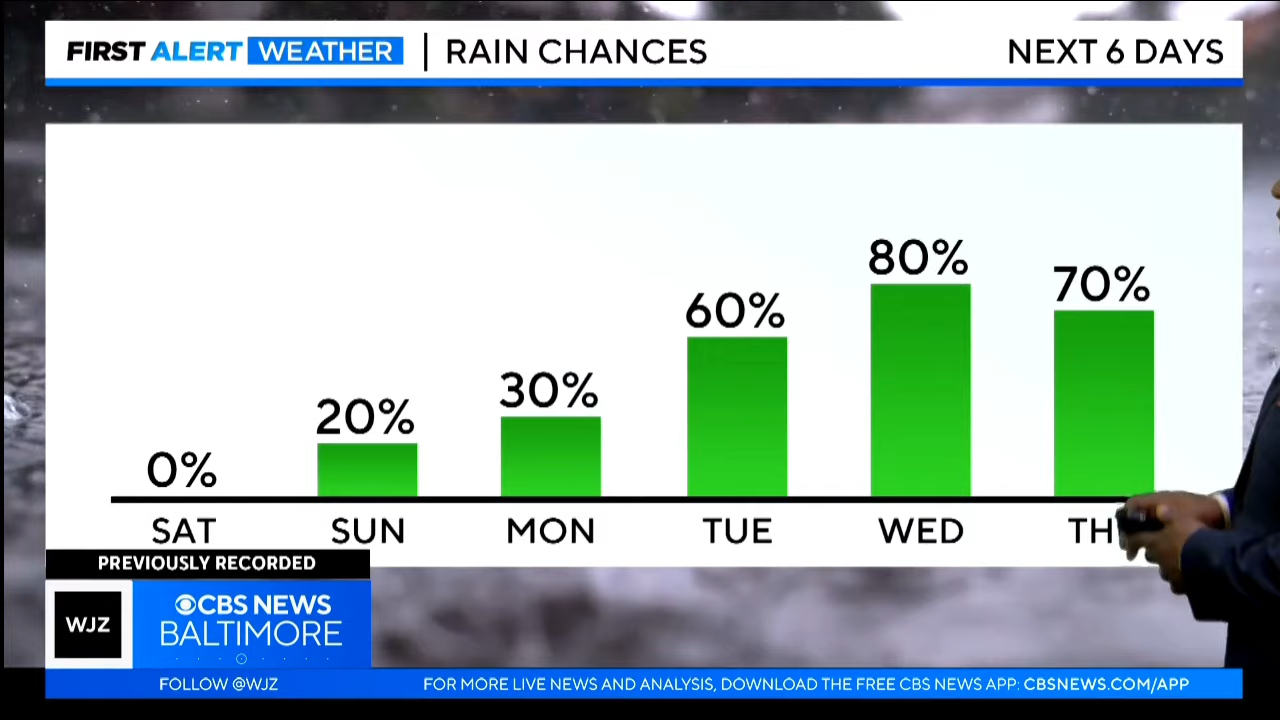 FIRST ALERT WEATHER | RAIN CHANCES
NEXT 6 DAYS
0% 20% 30% 60% 80% 70%
SAT SUN MON TUE WED TH
PREVIOUSLY RECORDED
WJZ
CBS NEWS
BALTIMORE
FOLLOW @WJZ
FOR MORE LIVE NEWS AND ANALYSIS, DOWNLOAD THE FREE CBS NEWS APP: CBSNEWS.COM/APP